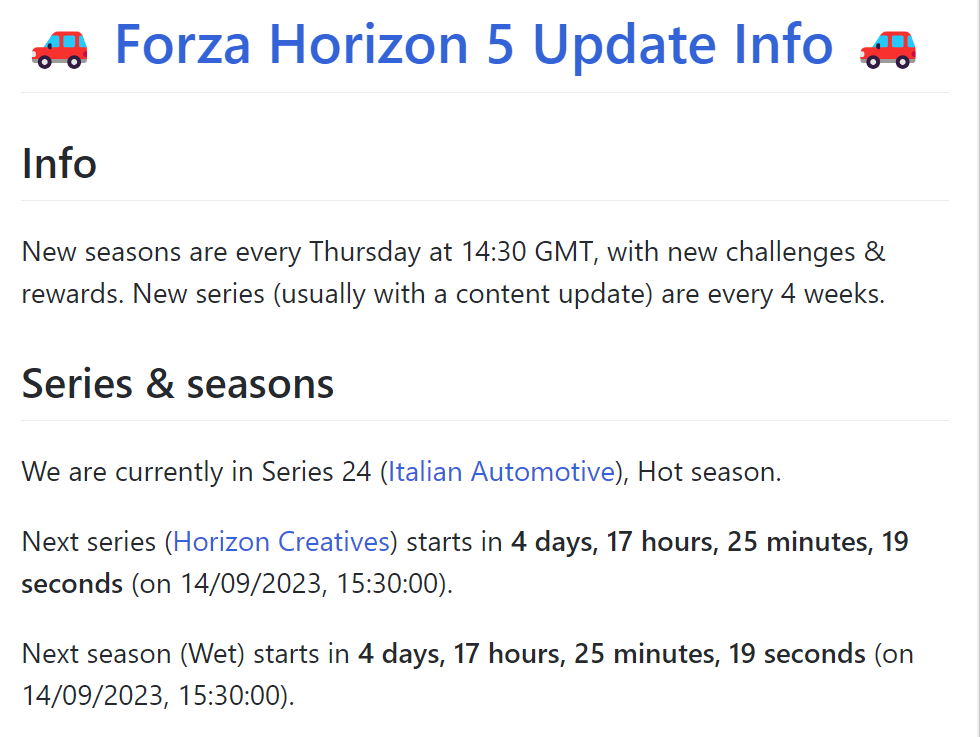 🚗 Forza Horizon 5 Update Info 🚗
Info
New seasons are every Thursday at 14:30 GMT, with new challenges &
rewards. New series (usually with a content update) are every 4 weeks.
Series & seasons
We are currently in Series 24 (Italian Automotive), Hot season.
Next series (Horizon Creatives) starts in 4 days, 17 hours, 25 minutes, 19
seconds (on 14/09/2023, 15:30:00).
Next season (Wet) starts in 4 days, 17 hours, 25 minutes, 19 seconds (on
14/09/2023, 15:30:00).